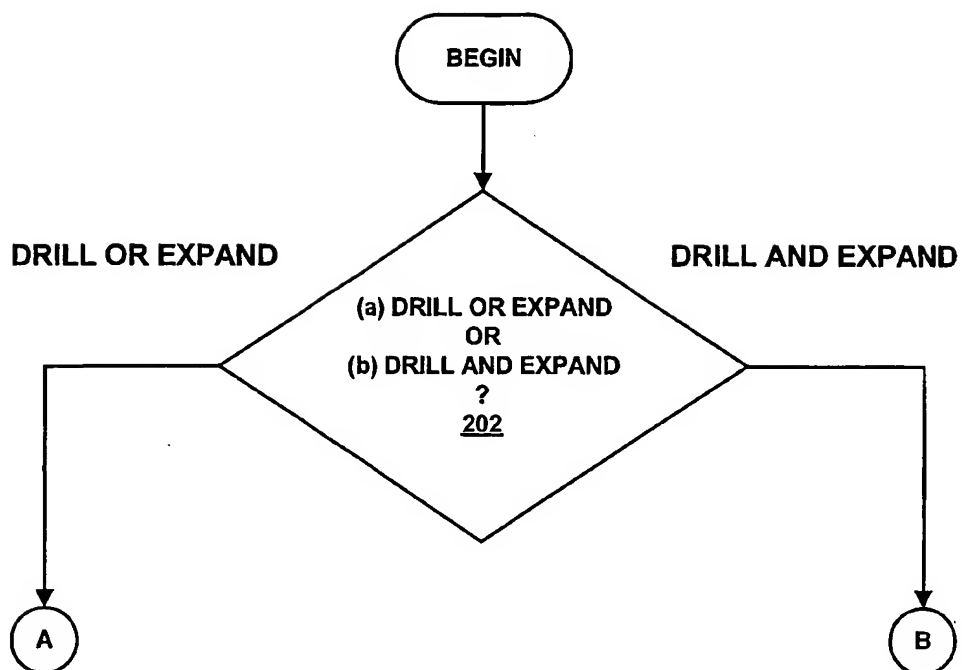 BEGIN
DRILL OR EXPAND
DRILL AND EXPAND
(a) DRILL OR EXPAND
OR
(b) DRILL AND EXPAND
?
202
A
B